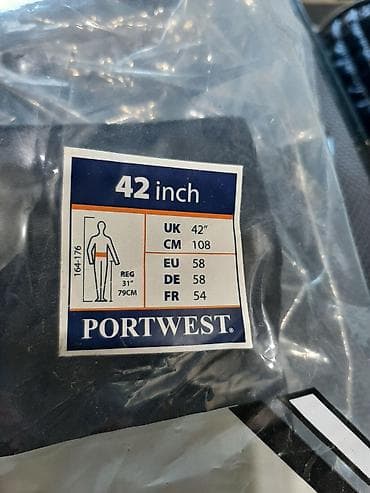 42 inch
164-176
REG
31"
79CM
UK 42"
CM 108
EU 58
DE 58
FR 54
PORTWEST.